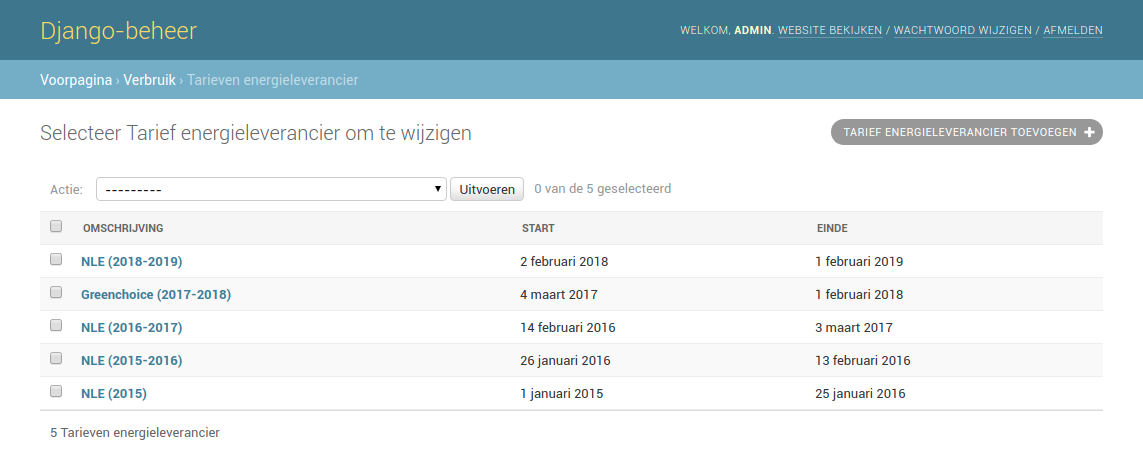 Django-beheer
WELKOM, ADMIN. WEBSITE BEKIJKEN / WACHTWOORD WIJZIGEN / AFMELDEN
Voorpagina › Verbruik › Tarieven energieleverancier
Selecteer Tarief energieleverancier om te wijzigen
TARIEF ENERGIELEVERANCIER TOEVOEGEN +
Actie: --------- Uitvoeren 0 van de 5 geselecteerd
OMSCHRIJVING START EINDE
NLE (2018-2019) 2 februari 2018 1 februari 2019
Greenchoice (2017-2018) 4 maart 2017 1 februari 2018
NLE (2016-2017) 14 februari 2016 3 maart 2017
NLE (2015-2016) 26 januari 2016 13 februari 2016
NLE (2015) 1 januari 2015 25 januari 2016
5 Tarieven energieleverancier